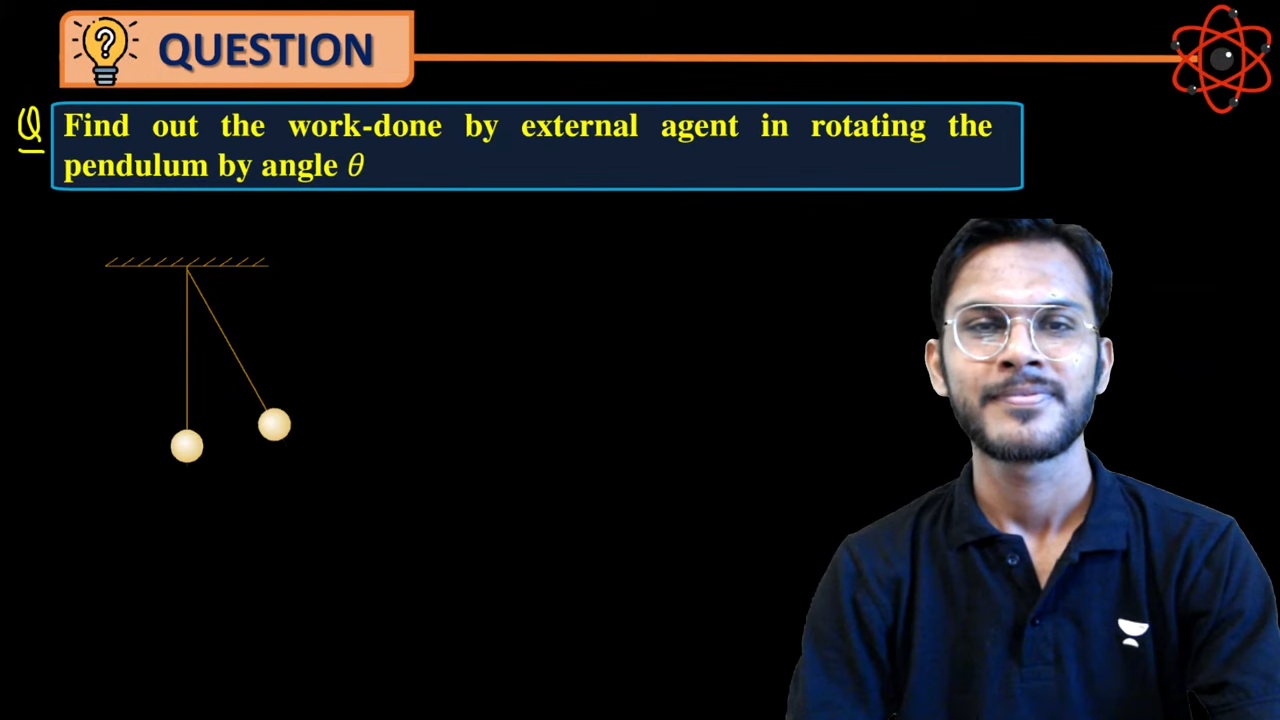 QUESTION
Q Find out the work-done by external agent in rotating the
pendulum by angle θ